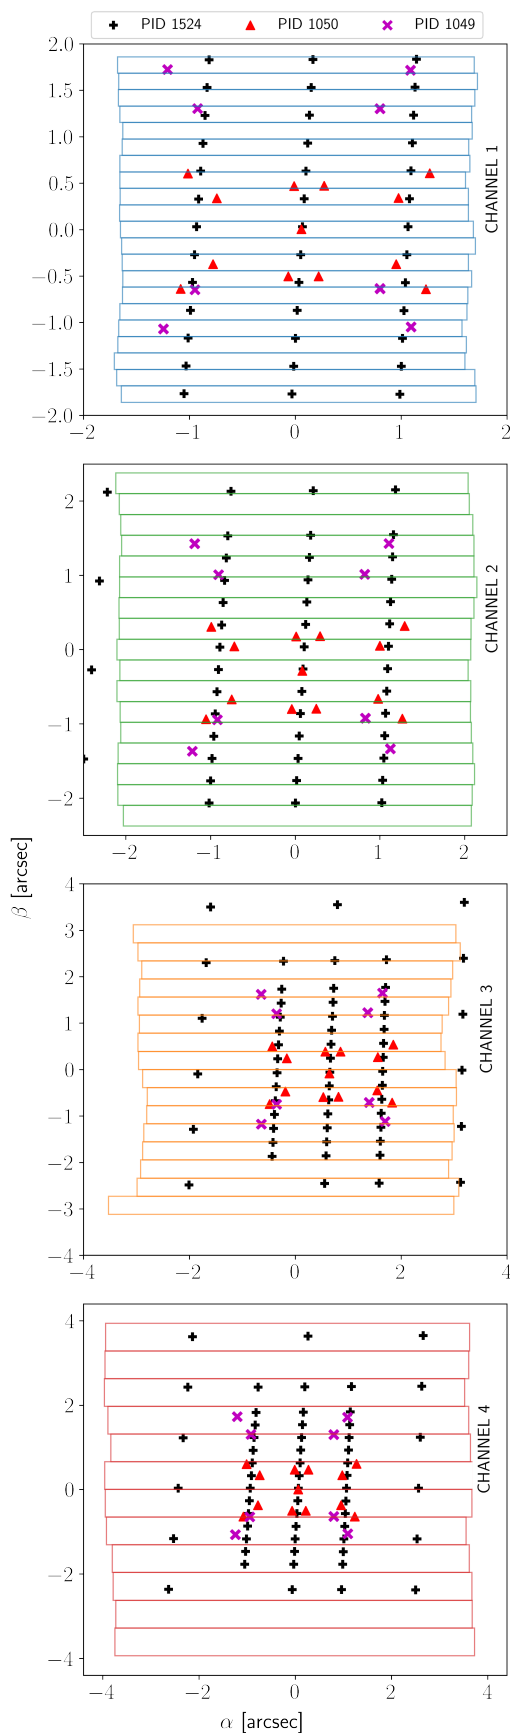 PID 1524 PID 1050 PID 1049
2.0
1.5
1.0
0.5
0.0
−0.5
−1.0
−1.5
−2.0
CHANNEL 1
−2 −1 0 1 2
2
1
0
−1
−2
CHANNEL 2
−2 −1 0 1 2
β [arcsec]
4
3
2
1
0
−1
−2
−3
−4
CHANNEL 3
−4 −2 0 2 4
4
2
0
−2
−4
CHANNEL 4
−4 −2 0 2 4
α [arcsec]